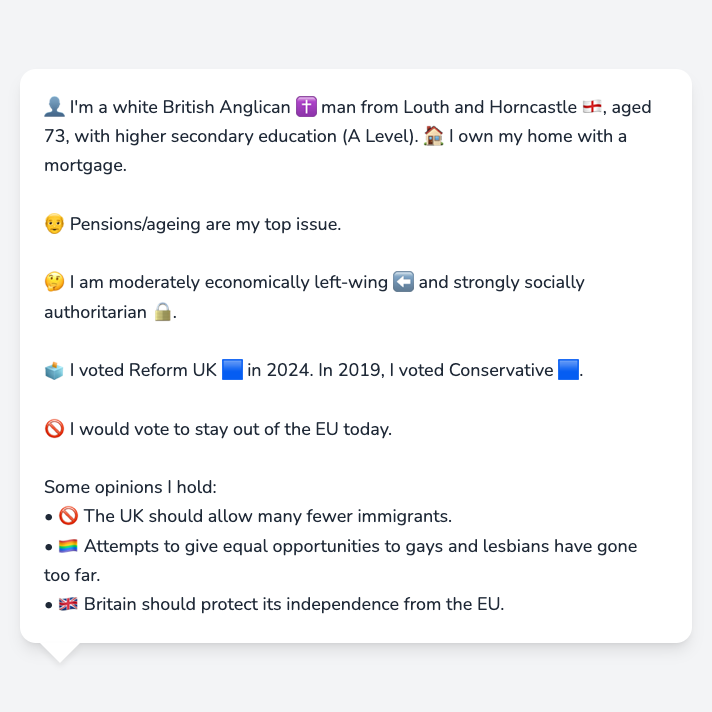 👤 I'm a white British Anglican ✝️ man from Louth and Horncastle 🏴󠁧󠁢󠁥󠁮󠁧󠁿, aged
73, with higher secondary education (A Level). 🏠 I own my home with a
mortgage.
👴 Pensions/ageing are my top issue.
🤔 I am moderately economically left-wing ⬅️ and strongly socially
authoritarian 🔒.
🗳️ I voted Reform UK 🟦 in 2024. In 2019, I voted Conservative 🟦.
🚫 I would vote to stay out of the EU today.
Some opinions I hold:
• 🚫 The UK should allow many fewer immigrants.
• 🏳️‍🌈 Attempts to give equal opportunities to gays and lesbians have gone
too far.
• 🇬🇧 Britain should protect its independence from the EU.